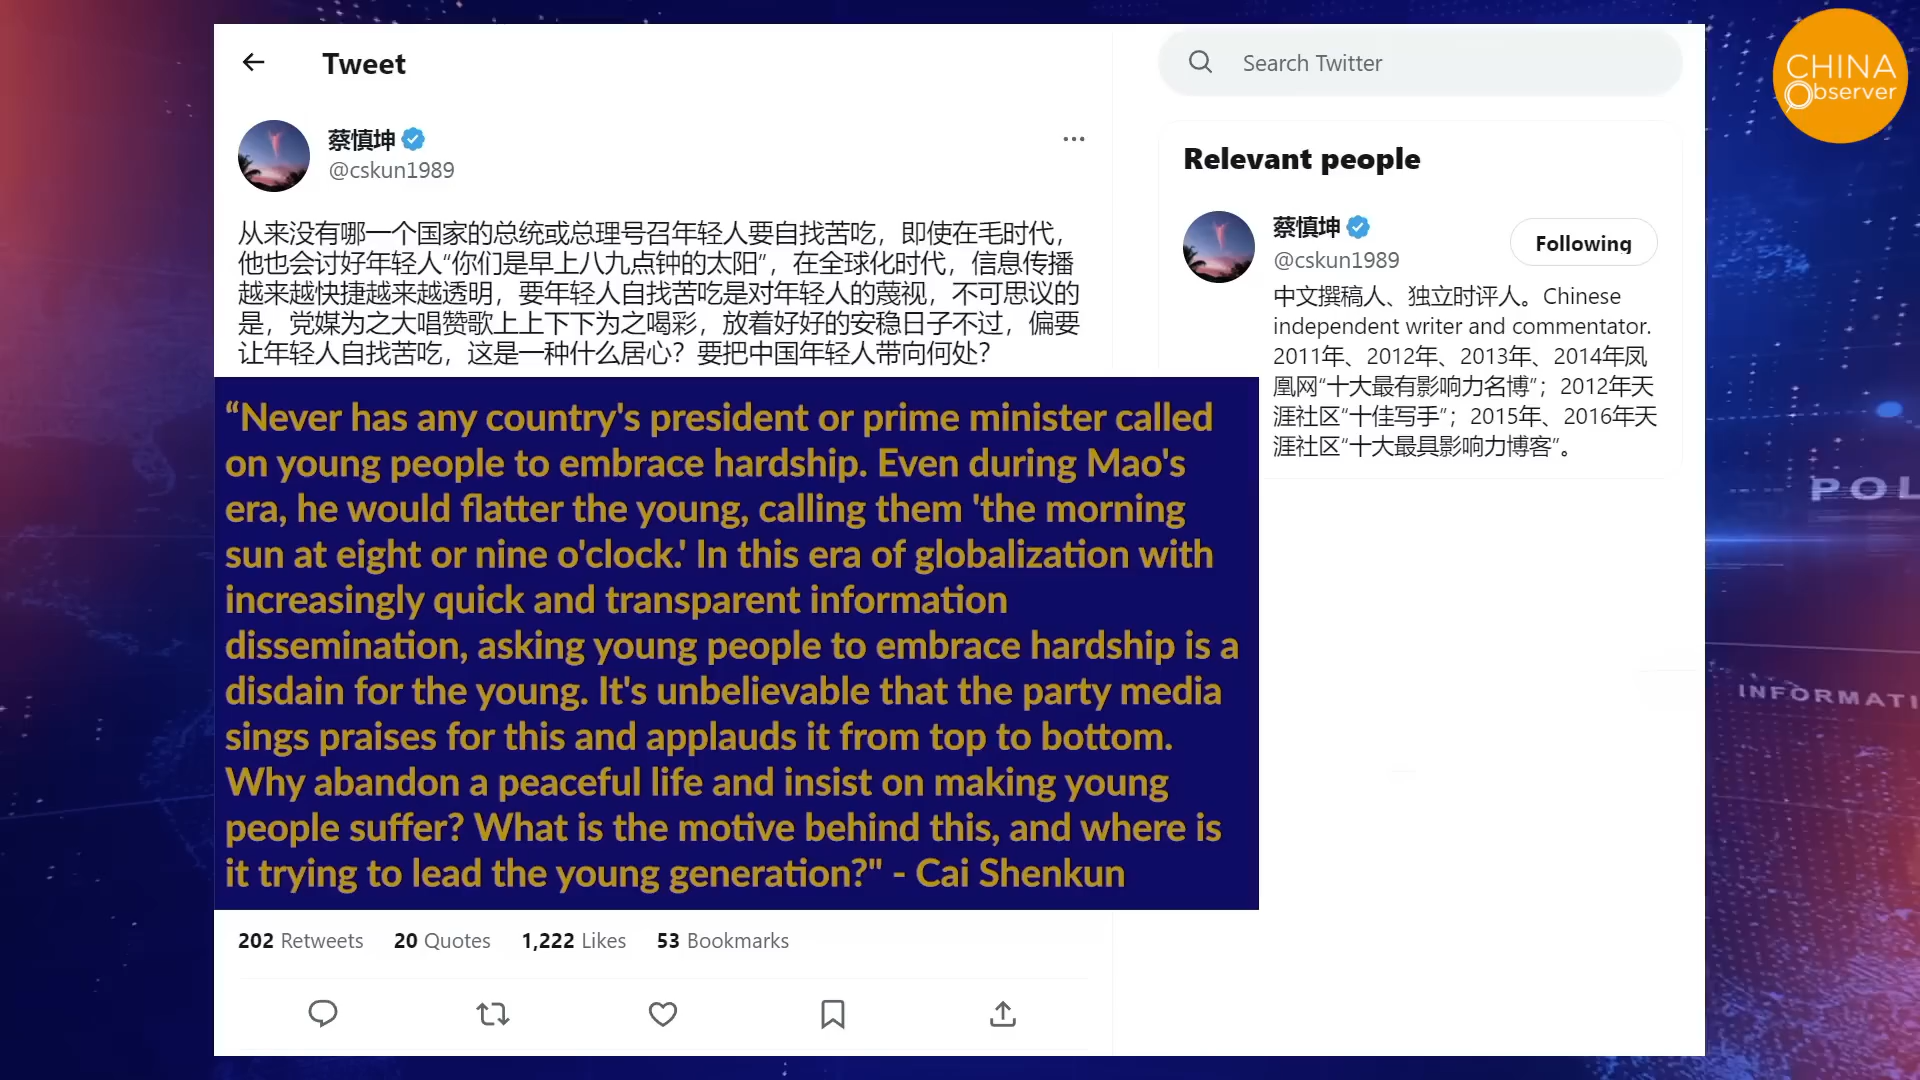 Tweet
Search Twitter
CHINA
Observer
蔡慎坤
@cskun1989
从来没有哪一个国家的总统或总理号召年轻人要自找苦吃，即使在毛时代，
他也会讨好年轻人“你们是早上八九点钟的太阳”，在全球化时代，信息传播
越来越快捷越来越透明，要年轻人自找苦吃是对年轻人的蔑视，不可思议的
是，党媒为之大唱赞歌上上下下为之喝彩，放着好好的安稳日子不过，偏要
让年轻人自找苦吃，这是一种什么居心？要把中国年轻人带向何处？
“Never has any country's president or prime minister called
on young people to embrace hardship. Even during Mao's
era, he would flatter the young, calling them 'the morning
sun at eight or nine o'clock.' In this era of globalization with
increasingly quick and transparent information
dissemination, asking young people to embrace hardship is a
disdain for the young. It's unbelievable that the party media
sings praises for this and applauds it from top to bottom.
Why abandon a peaceful life and insist on making young
people suffer? What is the motive behind this, and where is
it trying to lead the young generation?" - Cai Shenkun
202 Retweets 20 Quotes 1,222 Likes 53 Bookmarks
Relevant people
蔡慎坤
@cskun1989
Following
中文撰稿人、独立时评人。Chinese
independent writer and commentator.
2011年、2012年、2013年、2014年凤
凰网“十大最有影响力名博”；2012年天
涯社区“十佳写手”；2015年、2016年天
涯社区“十大最具影响力博客”。
POL
INFORMATI